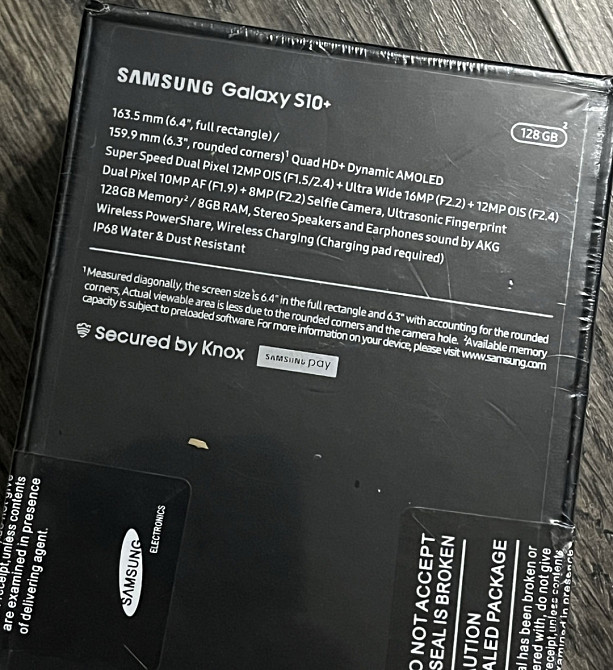 SAMSUNG Galaxy S10+
128 GB 2
163.5 mm (6.4", full rectangle) /
159.9 mm (6.3", rounded corners)1 Quad HD+ Dynamic AMOLED
Super Speed Dual Pixel 12MP OIS (F1.5/2.4) + Ultra Wide 16MP (F2.2) + 12MP OIS (F2.4)
Dual Pixel 10MP AF (F1.9) + 8MP (F2.2) Selfie Camera, Ultrasonic Fingerprint
128GB Memory2 / 8GB RAM, Stereo Speakers and Earphones sound by AKG
Wireless PowerShare, Wireless Charging (Charging pad required)
IP68 Water & Dust Resistant
1Measured diagonally, the screen size is 6.4" in the full rectangle and 6.3" with accounting for the rounded
corners, Actual viewable area is less due to the rounded corners and the camera hole. 2Available memory
capacity is subject to preloaded software. For more information on your device, please visit www.samsung.com
Secured by Knox SAMSUNG pay
unless contents
are examined in presence
of delivering agent.
SAMSUNG
ELECTRONICS
NOT ACCEPT
SEAL IS BROKEN
PACKAGE
has been broken or
with, do not give
unless contents
in presence